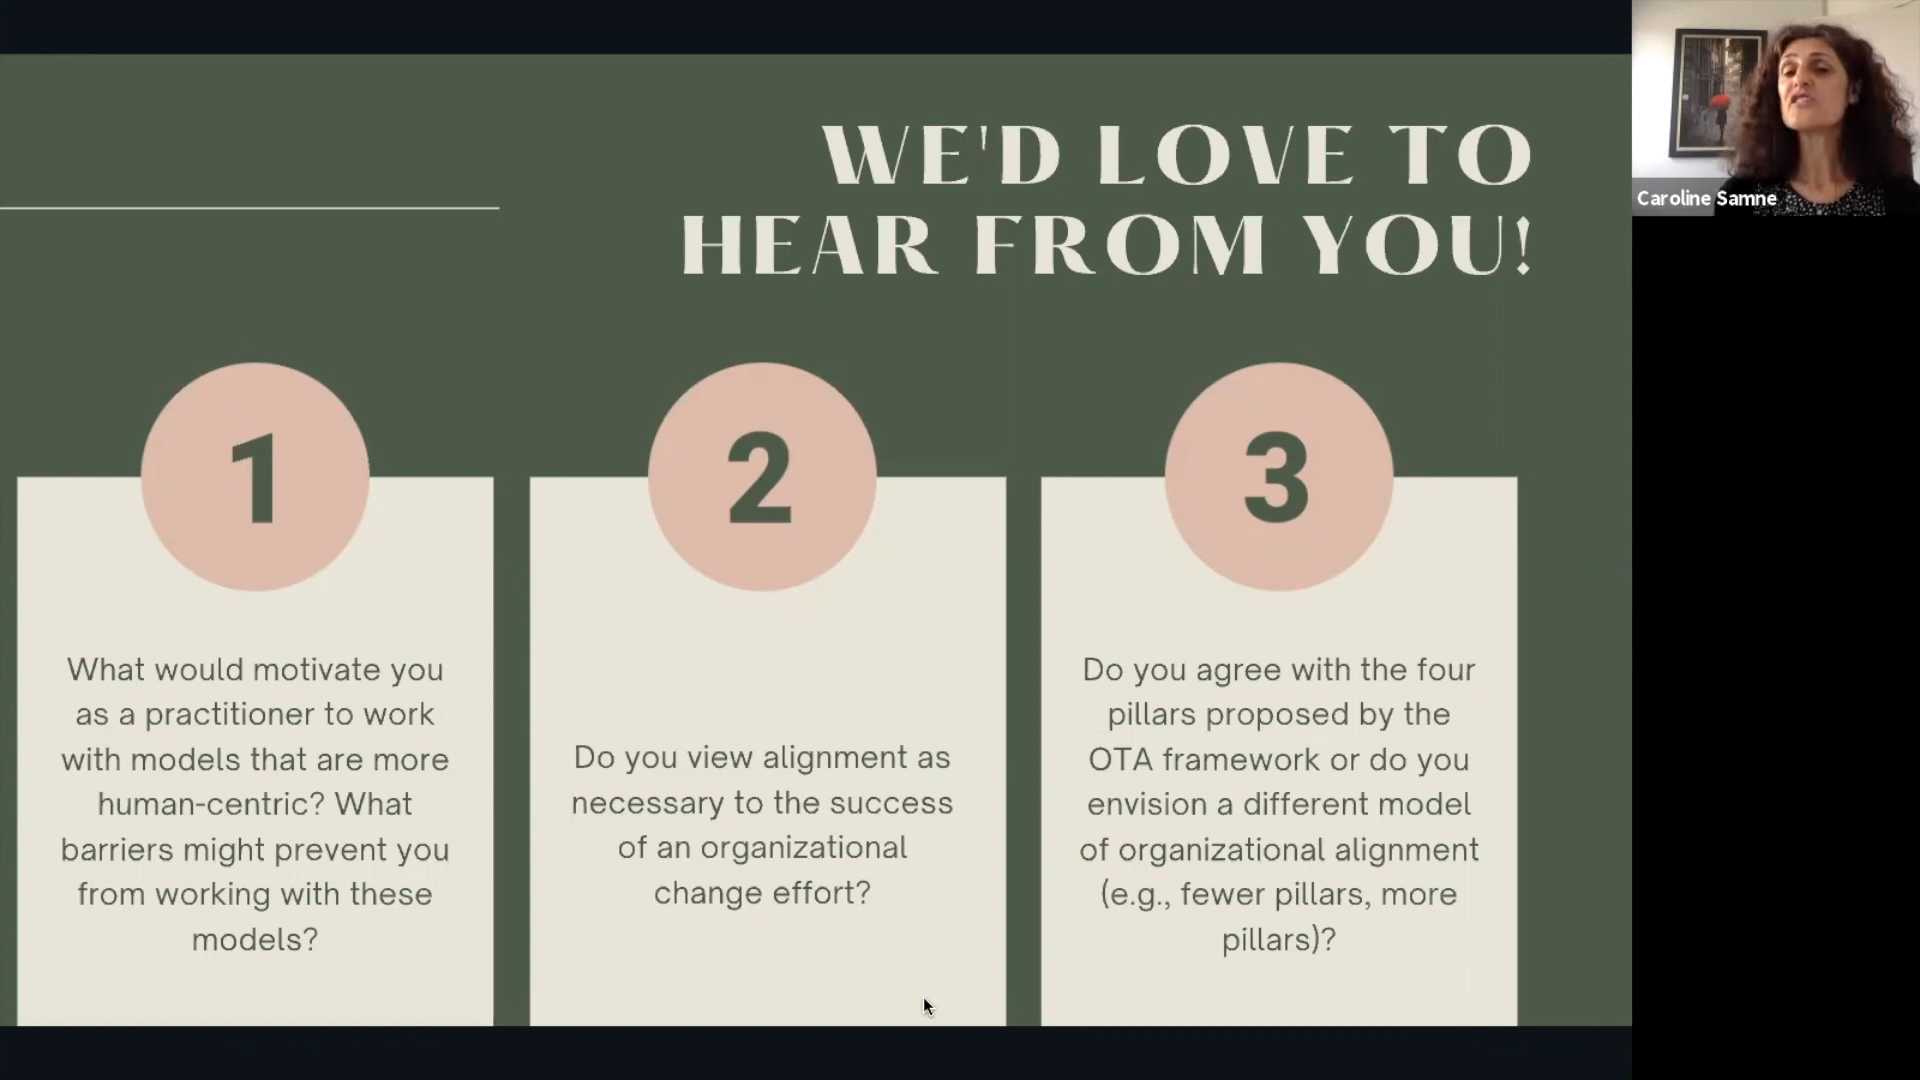 WE'D LOVE TO
HEAR FROM YOU!
1
What would motivate you
as a practitioner to work
with models that are more
human-centric? What
barriers might prevent you
from working with these
models?
2
Do you view alignment as
necessary to the success
of an organizational
change effort?
3
Do you agree with the four
pillars proposed by the
OTA framework or do you
envision a different model
of organizational alignment
(e.g., fewer pillars, more
pillars)?
Caroline Samne